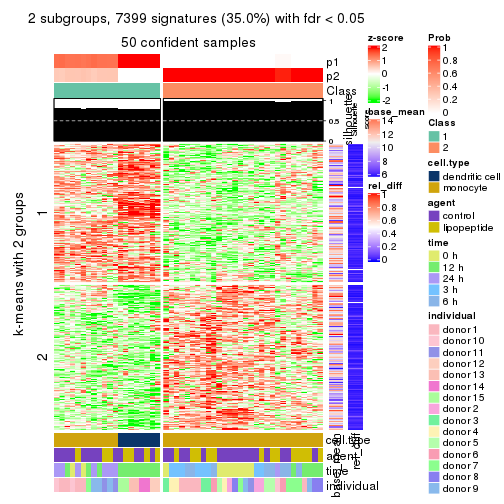 2 subgroups, 7399 signatures (35.0%) with fdr < 0.05
50 confident samples
k-means with 2 groups
1
2
p1
p2
Class
1
0.5
0
silhouette
cell.type
agent
time
individual
base_mean
rel_diff
z-score
2
1
0
-1
-2
base_mean
14
12
10
8
6
rel_diff
1
0.8
0.6
0.4
0.2
0
Prob
1
0.8
0.6
0.4
0.2
0
Class
1
2
cell.type
dendritic cell
monocyte
agent
control
lipopeptide
time
0 h
12 h
24 h
3 h
6 h
individual
donor 1
donor 10
donor 11
donor 12
donor 13
donor 14
donor 15
donor 2
donor 3
donor 4
donor 5
donor 6
donor 7
donor 8
donor 9